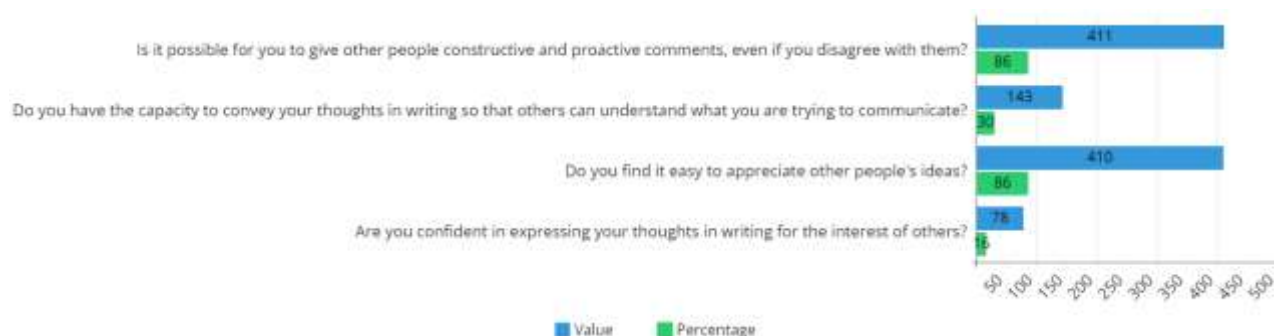 Is it possible for you to give other people constructive and proactive comments, even if you disagree with them?
411
86
Do you have the capacity to convey your thoughts in writing so that others can understand what you are trying to communicate?
143
30
Do you find it easy to appreciate other people's ideas?
410
86
Are you confident in expressing your thoughts in writing for the interest of others?
78
16
50 100 150 200 250 300 350 400 450 500
Value Percentage